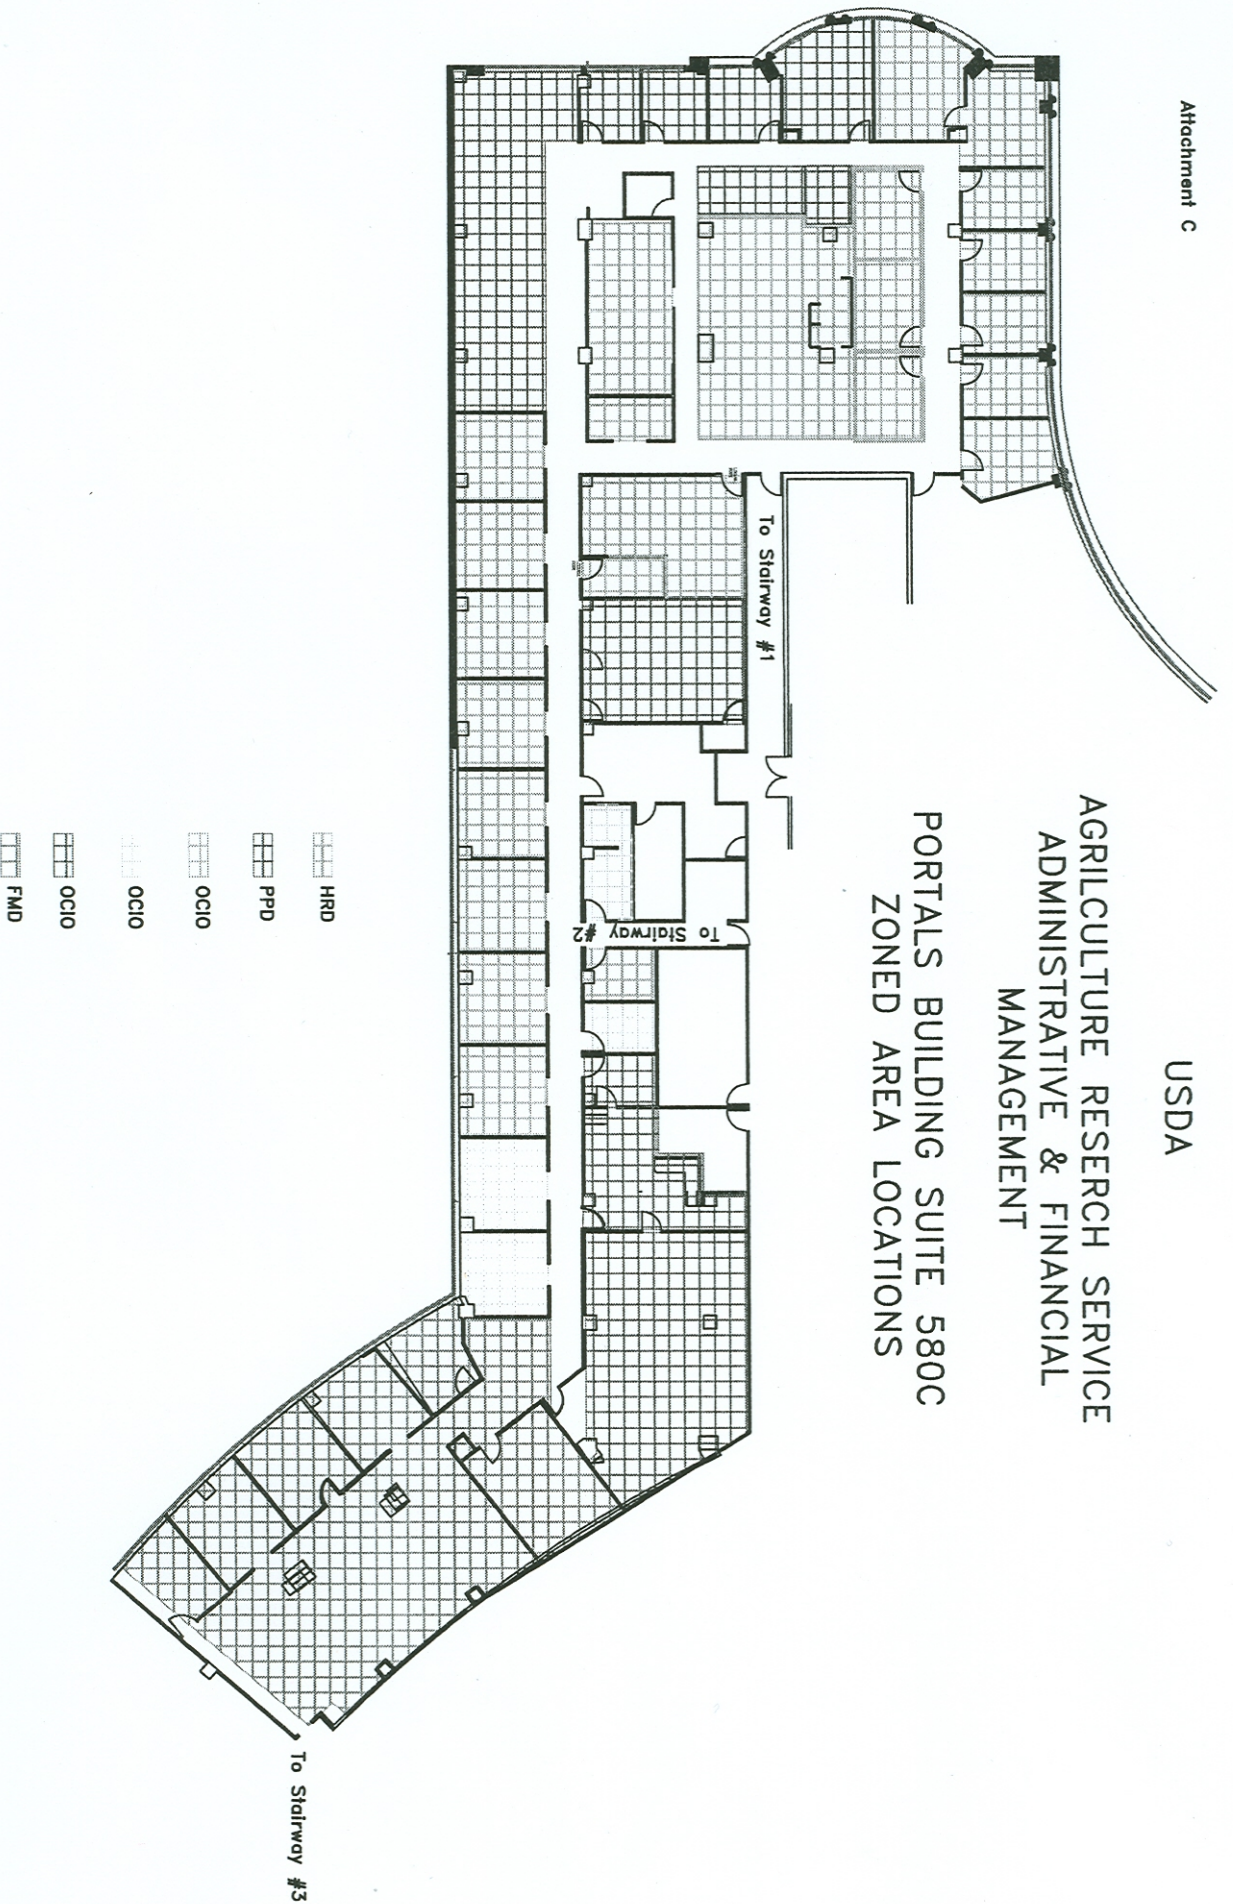 Attachment C
USDA
AGRILCULTURE RESERCH SERVICE
ADMINISTRATIVE & FINANCIAL
MANAGEMENT
PORTALS BUILDING SUITE 580C
ZONED AREA LOCATIONS
To Stairway #1
To Stairway #2
To Stairway #3
HRD
PPD
OCIO
OCIO
OCIO
FMD